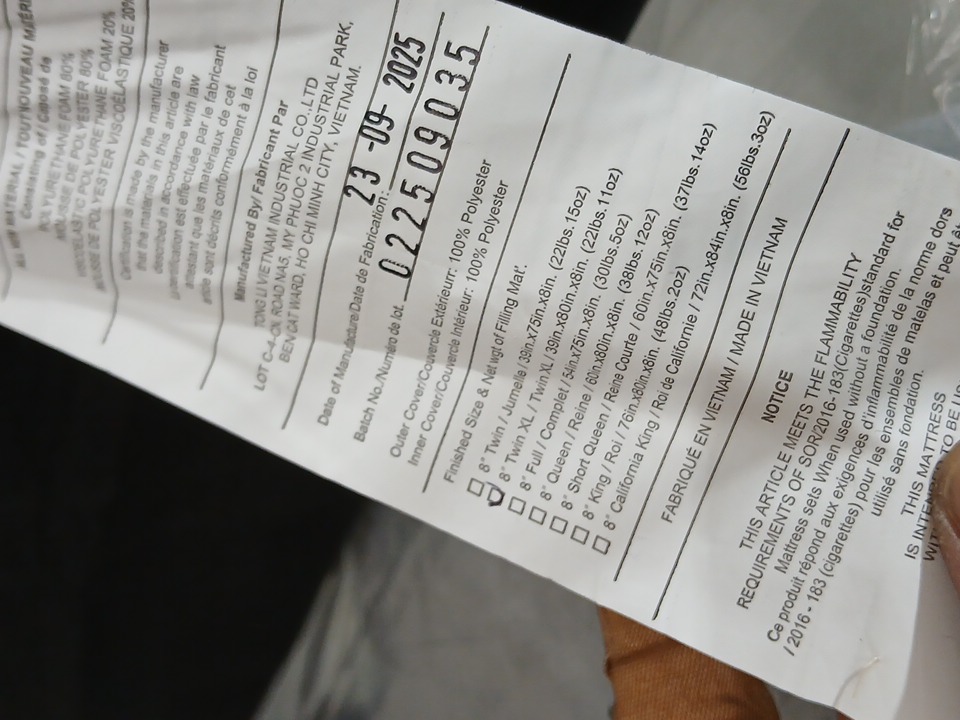 ALL NEW MATERIAL / TOUT NOUVEAU MATÉRI
Consisting of / Copose de
POLYURETHANE FOAM 80%
MOUSSE DE POLYESTER 80%
VISCOELASTIC POLYURETHANE FOAM 20%
MOUSSE DE POLYESTER VISCOÉLASTIQUE 20%
Certification is made by the manufacturer
that the materials in this article are
described in accordance with law
certification est effectuée par le fabricant
attestant que les matériaux de cet
article sont décrits conformément à la loi
Manufactured By/ Fabricant Par
TONG LI VIETNAM INDUSTRIAL CO.,LTD
LOT C-4-CN, ROAD NA5, MY PHUOC 2 INDUSTRIAL PARK,
BEN CAT WARD, HO CHI MINH CITY, VIETNAM.
Date of Manufacture/Date de Fabrication: 23 -09- 2025
Batch No./Numéro de lot. 022509035
Outer Cover/Couvercle Extérieur: 100% Polyester
Inner Cover/Couvercle Intérieur: 100% Polyester
Finished Size & Net wgt of Filling Mat:
8" Twin / Jumelle / 39in.x75in.x8in. (22lbs.15oz)
8" Twin XL / Twin XL / 39in.x80in.x8in. (22lbs.11oz)
8" Full / Complet / 54in.x75in.x8in. (30lbs.5oz)
8" Queen / Reine / 60in.x80in.x8in. (38lbs.12oz)
8" Short Queen / Reine Courte / 60in.x75in.x8in. (37lbs.14oz)
8" King / Roi / 76in.x80in.x8in. (48lbs.2oz)
8" California King / Roi de Californie / 72in.x84in.x8in. (56lbs.3oz)
FABRIQUÉ EN VIETNAM / MADE IN VIETNAM
NOTICE
THIS ARTICLE MEETS THE FLAMMABILITY
REQUIREMENTS OF SOR/2016-183(Cigarettes)standard for
Mattress sets When used without a foundation.
Ce produit répond aux exigences d'inflammabilité de la norme dors
/ 2016 - 183 (cigarettes) pour les ensembles de matelas et peut êt
utilisé sans fondation.
THIS MATTRESS
IS INTENDED TO BE US
WIT